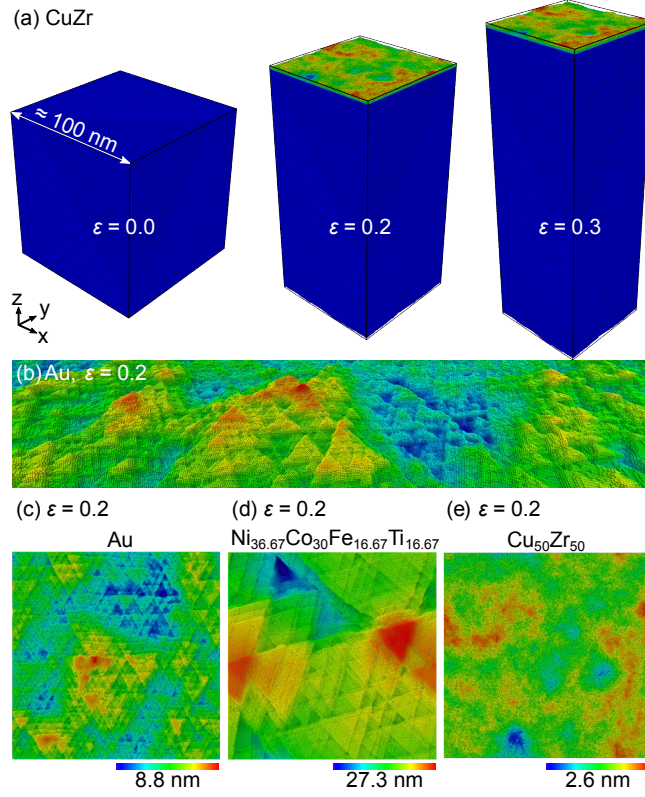 (a) CuZr
≈ 100 nm
ε = 0.0
ε = 0.2
ε = 0.3
z
y
x
(b) Au, ε = 0.2
(c) ε = 0.2
Au
(d) ε = 0.2
Ni36.67Co30Fe16.67Ti16.67
(e) ε = 0.2
Cu50Zr50
8.8 nm
27.3 nm
2.6 nm